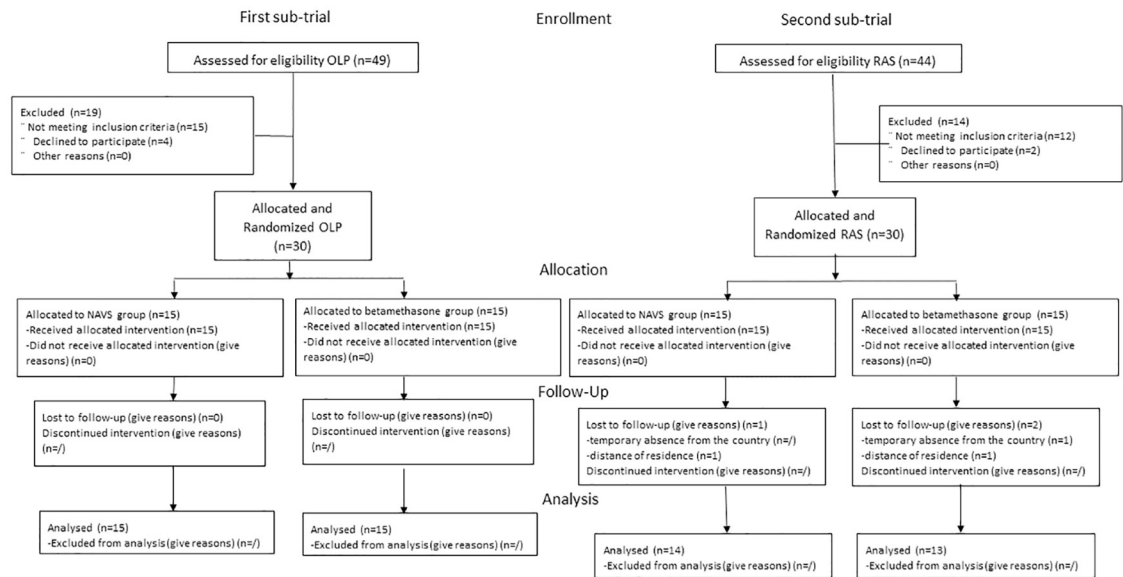 First sub-trial
Enrollment
Second sub-trial
Assessed for eligibility OLP (n=49)
Assessed for eligibility RAS (n=44)
Excluded (n=19)
¨ Not meeting inclusion criteria (n=15)
¨ Declined to participate (n=4)
¨ Other reasons (n=0)
Excluded (n=14)
¨ Not meeting inclusion criteria (n=12)
¨ Declined to participate (n=2)
¨ Other reasons (n=0)
Allocated and
Randomized OLP
(n=30)
Allocated and
Randomized RAS (n=30)
Allocation
Allocated to NAVS group (n=15)
-Received allocated intervention (n=15)
-Did not receive allocated intervention (give
reasons) (n=0)
Allocated to betamethasone group (n=15)
-Received allocated intervention (n=15)
-Did not receive allocated intervention (give
reasons) (n=0)
Allocated to NAVS group (n=15)
-Received allocated intervention (n=15)
-Did not receive allocated intervention (give
reasons) (n=0)
Allocated to betamethasone group (n=15)
-Received allocated intervention (n=15)
-Did not receive allocated intervention (give
reasons) (n=0)
Follow-Up
Lost to follow-up (give reasons) (n=0)
Discontinued intervention (give reasons)
(n=/)
Lost to follow-up (give reasons) (n=0)
Discontinued intervention (give reasons)
(n=/)
Lost to follow-up (give reasons) (n=1)
-temporary absence from the country (n=/)
-distance of residence (n=1)
Discontinued intervention (give reasons) (n=/)
Lost to follow-up (give reasons) (n=2)
-temporary absence from the country (n=1)
-distance of residence (n=1)
Discontinued intervention (give reasons) (n=/)
Analysis
Analysed (n=15)
-Excluded from analysis (give reasons) (n=/)
Analysed (n=15)
-Excluded from analysis (give reasons) (n=/)
Analysed (n=14)
-Excluded from analysis (give reasons) (n=/)
Analysed (n=13)
-Excluded from analysis (give reasons) (n=/)